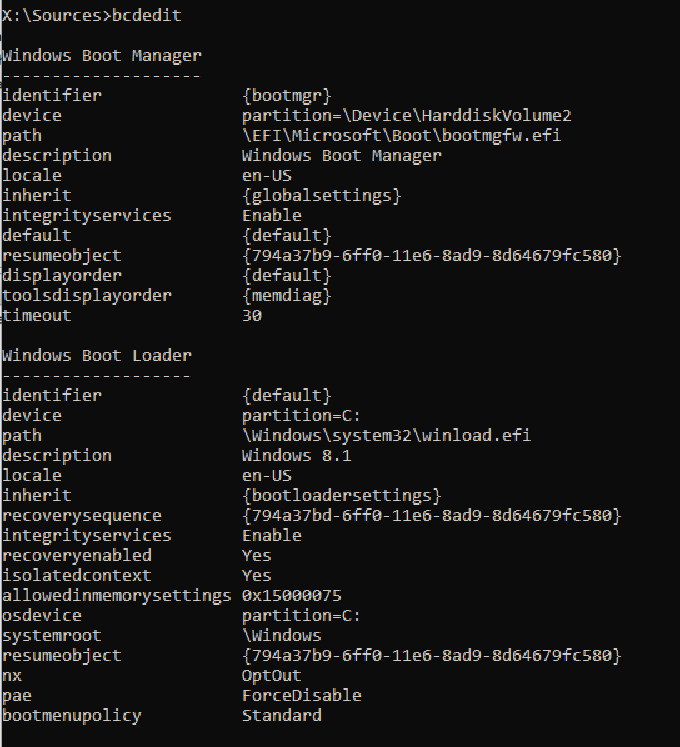 X:\Sources>bcdedit
Windows Boot Manager
--------------------
identifier              {bootmgr}
device                  partition=\Device\HarddiskVolume2
path                    \EFI\Microsoft\Boot\bootmgfw.efi
description             Windows Boot Manager
locale                  en-US
inherit                 {globalsettings}
integrityservices       Enable
default                 {default}
resumeobject            {794a37b9-6ff0-11e6-8ad9-8d64679fc580}
displayorder            {default}
toolsdisplayorder       {memdiag}
timeout                 30
Windows Boot Loader
-------------------
identifier              {default}
device                  partition=C:
path                    \Windows\system32\winload.efi
description             Windows 8.1
locale                  en-US
inherit                 {bootloadersettings}
recoverysequence        {794a37bd-6ff0-11e6-8ad9-8d64679fc580}
integrityservices       Enable
recoveryenabled         Yes
isolatedcontext         Yes
allowedinmemorysettings 0x15000075
osdevice                partition=C:
systemroot              \Windows
resumeobject            {794a37b9-6ff0-11e6-8ad9-8d64679fc580}
nx                      OptOut
pae                     ForceDisable
bootmenupolicy          Standard